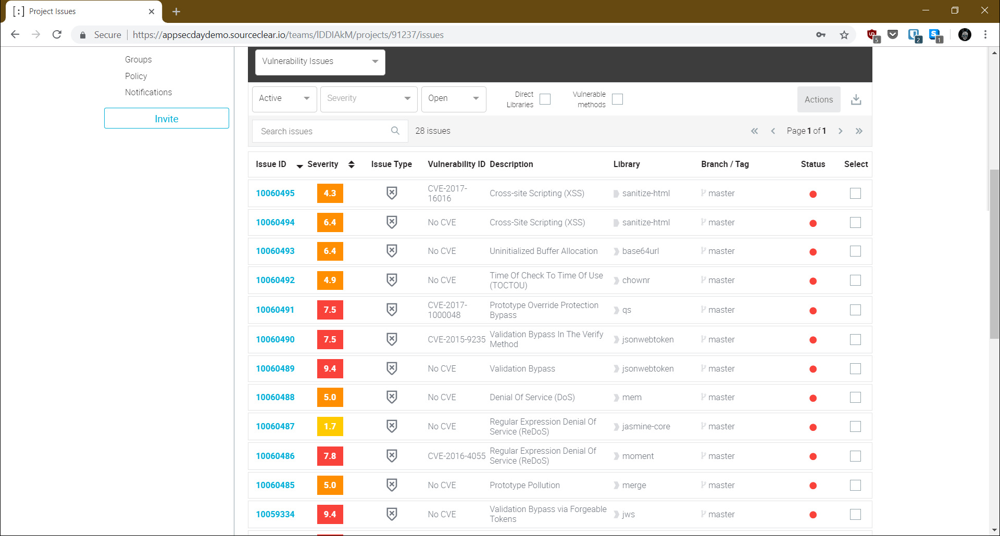 [:] Project Issues
Secure https://appsecdaydemo.sourceclear.io/teams/lDDIAkM/projects/91237/issues
5 2 1
Groups
Policy
Notifications
Invite
Vulnerability Issues
Active Severity Open Direct Libraries Vulnerable methods Actions
Search issues 28 issues Page 1 of 1
Issue ID Severity Issue Type Vulnerability ID Description Library Branch / Tag Status Select
10060495 4.3 CVE-2017-16016 Cross-site Scripting (XSS) sanitize-html master
10060494 6.4 No CVE Cross-Site Scripting (XSS) sanitize-html master
10060493 6.4 No CVE Uninitialized Buffer Allocation base64url master
10060492 4.9 No CVE Time Of Check To Time Of Use (TOCTOU) chownr master
10060491 7.5 CVE-2017-1000048 Prototype Override Protection Bypass qs master
10060490 7.5 CVE-2015-9235 Validation Bypass In The Verify Method jsonwebtoken master
10060489 9.4 No CVE Validation Bypass jsonwebtoken master
10060488 5.0 No CVE Denial Of Service (DoS) mem master
10060487 1.7 No CVE Regular Expression Denial Of Service (ReDoS) jasmine-core master
10060486 7.8 CVE-2016-4055 Regular Expression Denial Of Service (ReDoS) moment master
10060485 5.0 No CVE Prototype Pollution merge master
10059334 9.4 No CVE Validation Bypass via Forgeable Tokens jws master